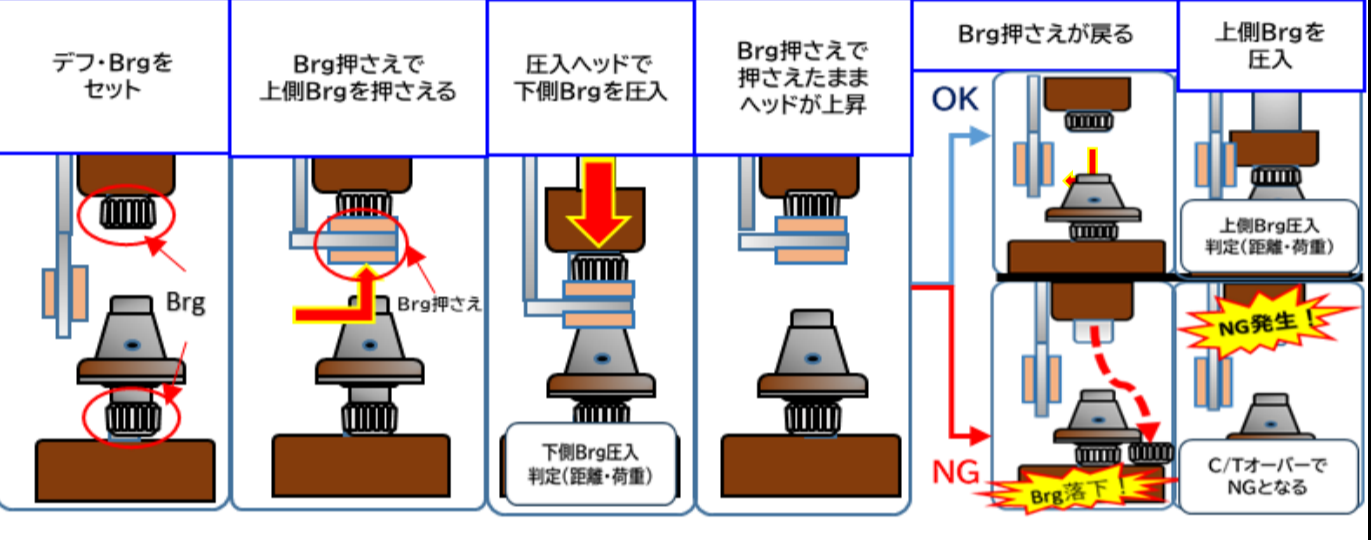 デフ・Brgを
セット
Brg押さえで
上側Brgを押さえる
圧入ヘッドで
下側Brgを圧入
Brg押さえで
押さえたまま
ヘッドが上昇
Brg押さえが戻る
上側Brgを
圧入
Brg
Brg押さえ
下側Brg圧入
判定(距離・荷重)
OK
上側Brg圧入
判定(距離・荷重)
NG
Brg落下!
NG発生!
C/Tオーバーで
NGとなる